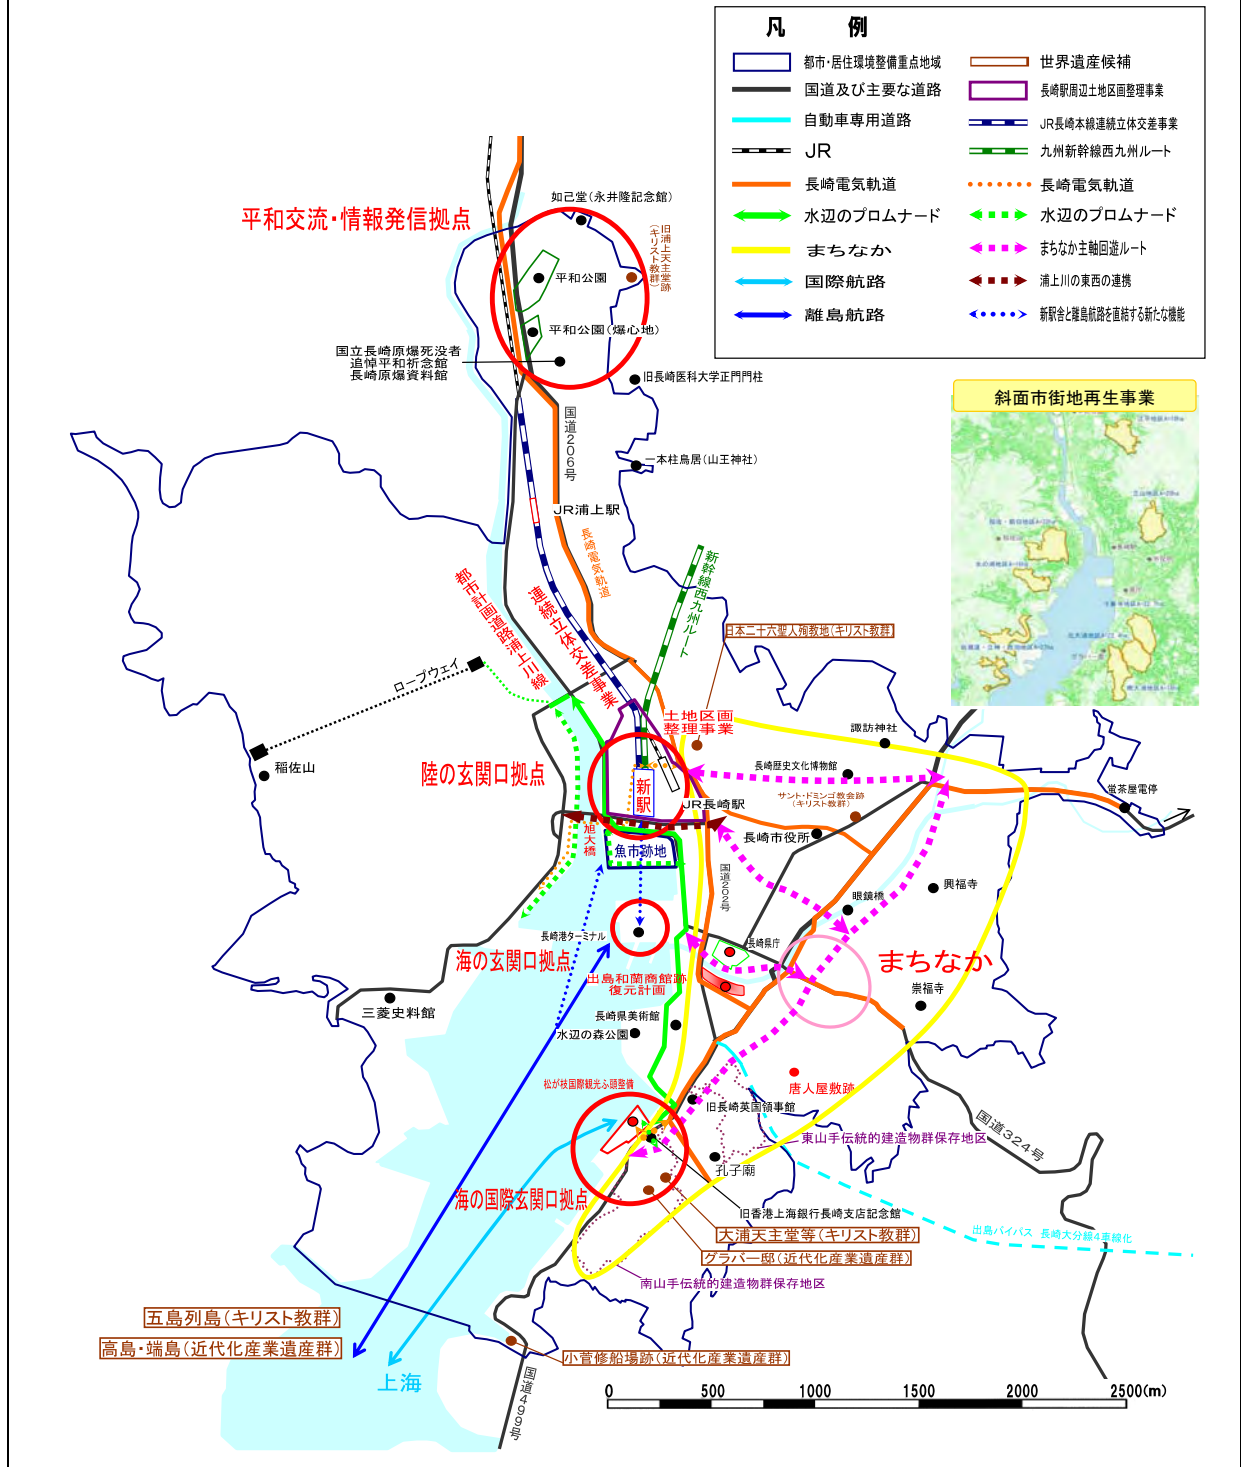 凡　例
都市・居住環境整備重点地域
国道及び主要な道路
自動車専用道路
JR
長崎電気軌道
水辺のプロムナード
まちなか
国際航路
離島航路
世界遺産候補
長崎駅周辺土地区画整理事業
JR長崎本線連続立体交差事業
九州新幹線西九州ルート
長崎電気軌道
水辺のプロムナード
まちなか主軸回遊ルート
浦上川の東西の連携
新駅舎と離島航路を直結する新たな機能
斜面市街地再生事業
平和交流・情報発信拠点
如己堂(永井隆記念館)
旧浦上天主堂跡
(キリスト教群)
平和公園
平和公園(爆心地)
国立長崎原爆死没者
追悼平和祈念館
長崎原爆資料館
旧長崎医科大学正門門柱
国道206号
一本柱鳥居(山王神社)
JR浦上駅
長崎電気軌道
新幹線西九州ルート
都市計画道路浦上川線
連続立体交差事業
日本二十六聖人殉教地(キリスト教群)
ロープウェイ
稲佐山
土地区画
整理事業
諏訪神社
陸の玄関口拠点
新駅
JR長崎駅
長崎歴史文化博物館
サント・ドミンゴ教会跡
(キリスト教群)
蛍茶屋電停
旭大橋
魚市跡地
長崎市役所
国道202号
興福寺
眼鏡橋
長崎港ターミナル
長崎県庁
海の玄関口拠点
まちなか
出島和蘭商館跡
復元計画
崇福寺
三菱史料館
長崎県美術館
水辺の森公園
松が枝国際観光ふ頭整備
唐人屋敷跡
旧長崎英国領事館
国道324号
東山手伝統的建造物群保存地区
孔子廟
海の国際玄関口拠点
旧香港上海銀行長崎支店記念館
大浦天主堂等(キリスト教群)
出島バイパス　長崎大分線4車線化
グラバー邸(近代化産業遺産群)
南山手伝統的建造物群保存地区
五島列島(キリスト教群)
高島・端島(近代化産業遺産群)
小菅修船場跡(近代化産業遺産群)
上海
国道499号
0 500 1000 1500 2000 2500(m)